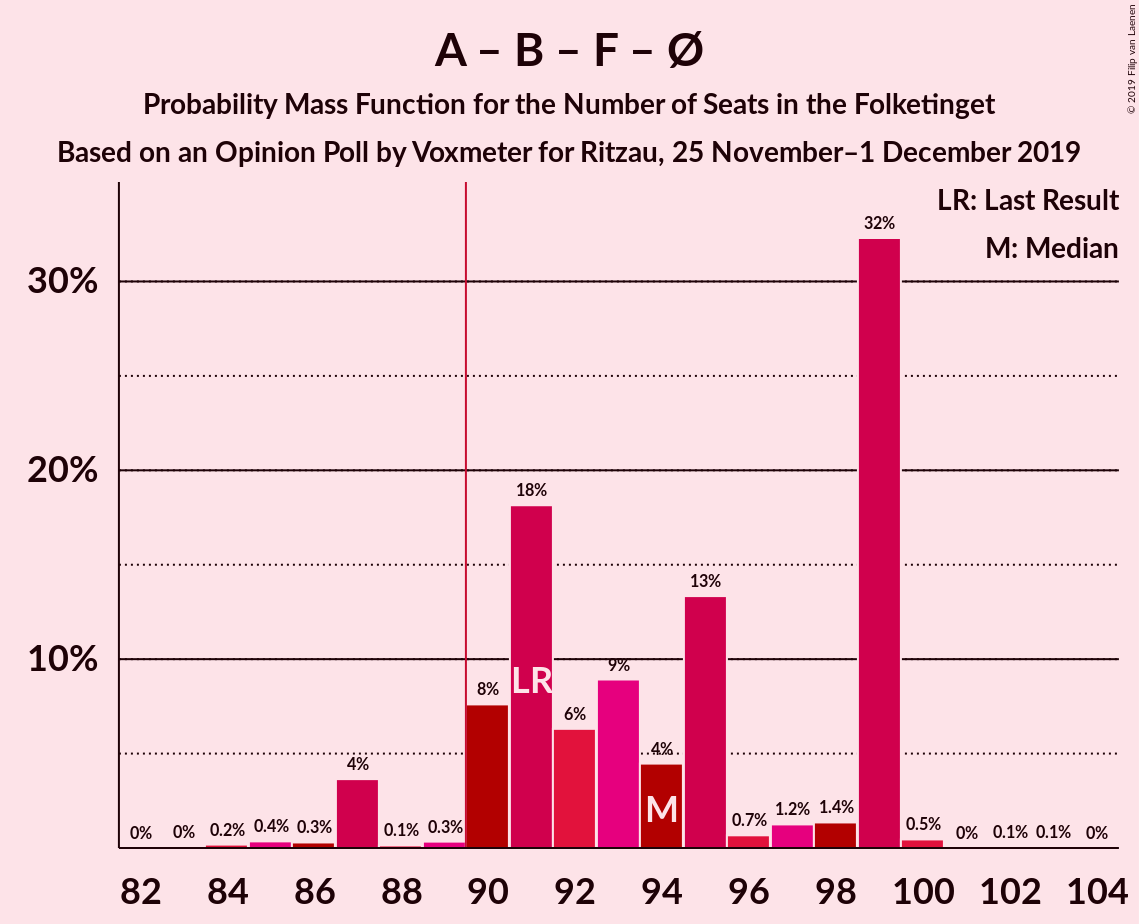 A – B – F – Ø
Probability Mass Function for the Number of Seats in the Folketinget
Based on an Opinion Poll by Voxmeter for Ritzau, 25 November–1 December 2019
© 2019 Filip van Laenen
LR: Last Result
M: Median
30%
20%
10%
0%
0%
0.2%
0.4%
0.3%
4%
0.1%
0.3%
8%
18%
6%
9%
4%
13%
0.7%
1.2%
1.4%
32%
0.5%
0%
0.1%
0.1%
0%
LR
M
82 84 86 88 90 92 94 96 98 100 102 104